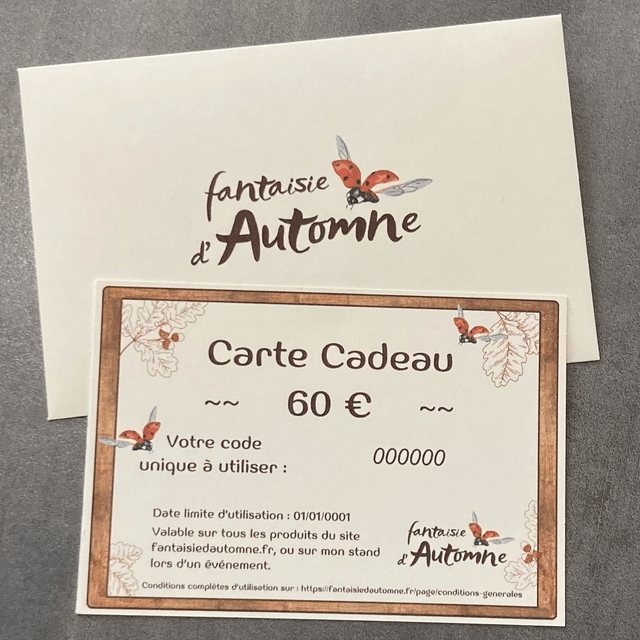 fantaisie
d'Automne
Carte Cadeau
~~ 60 € ~~
Votre code
unique à utiliser :
000000
Date limite d'utilisation : 01/01/0001
Valable sur tous les produits du site
fantaisiedautomne.fr, ou sur mon stand
lors d'un événement.
fantaisie
d'Automne
Conditions complètes d'utilisation sur : https://fantaisiedautomne.fr/page/conditions-generales